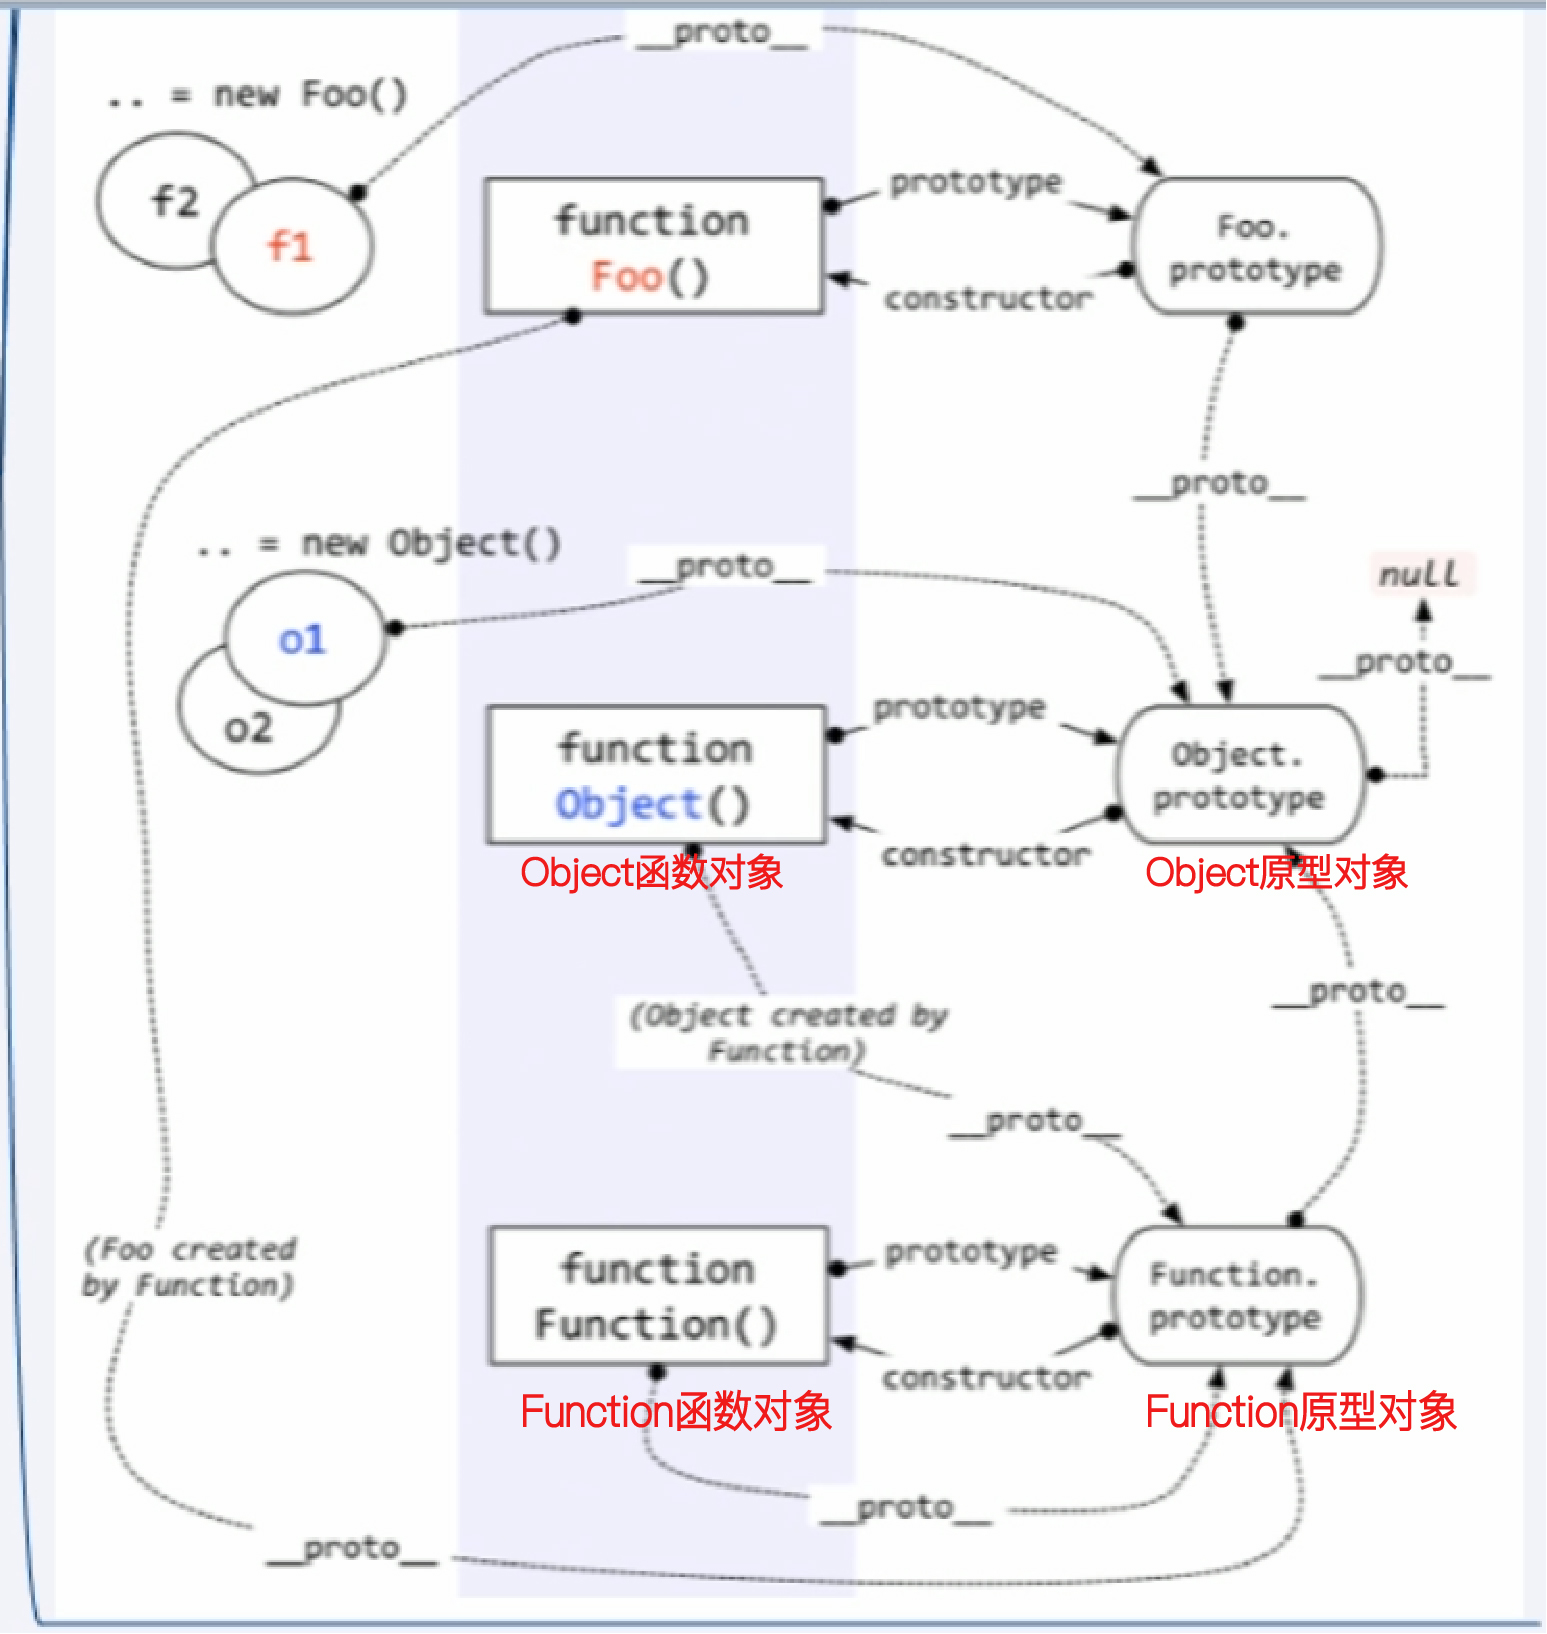 __proto__
.. = new Foo()
f2
f1
function
Foo()
prototype
constructor
Foo.
prototype
__proto__
.. = new Object()
__proto__
null
__proto__
o1
o2
function
Object()
prototype
constructor
Object.
prototype
Object函数对象
Object原型对象
__proto__
(Object created by
Function)
__proto__
(Foo created
by Function)
function
Function()
prototype
constructor
Function.
prototype
Function函数对象
Function原型对象
__proto__
__proto__